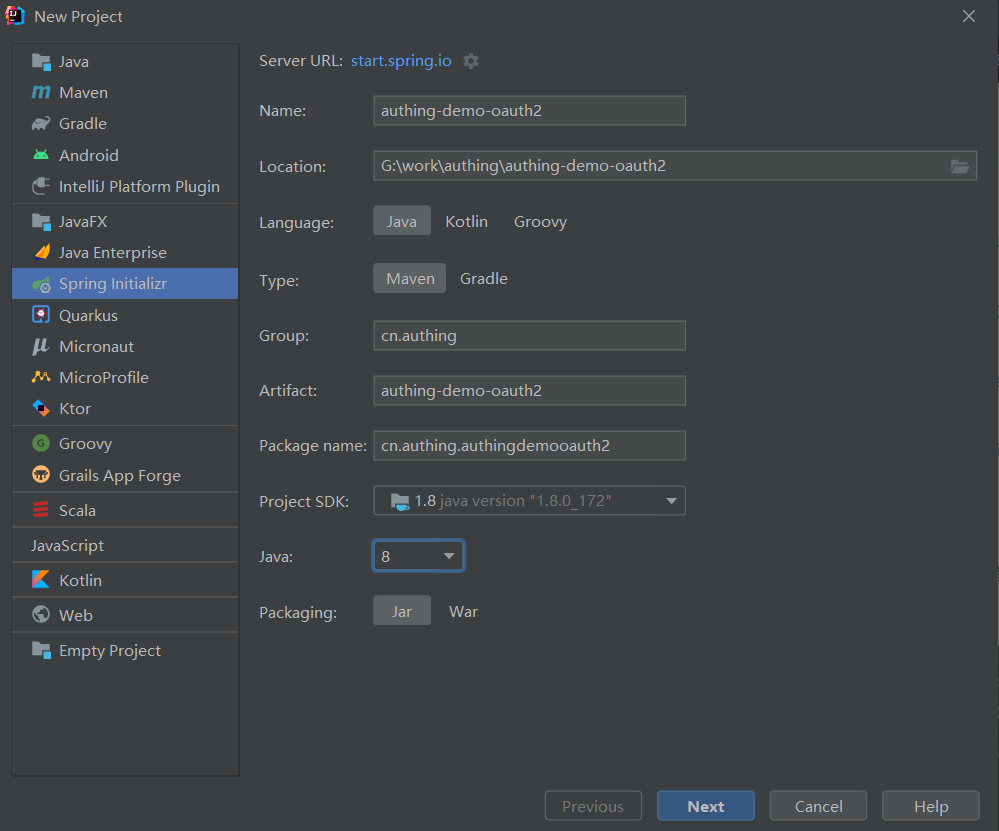 New Project
Java
Maven
Gradle
Android
IntelliJ Platform Plugin
JavaFX
Java Enterprise
Spring Initializr
Quarkus
Micronaut
MicroProfile
Ktor
Groovy
Grails App Forge
Scala
JavaScript
Kotlin
Web
Empty Project
Server URL: start.spring.io
Name: authing-demo-oauth2
Location: G:\work\authing\authing-demo-oauth2
Language: Java Kotlin Groovy
Type: Maven Gradle
Group: cn.authing
Artifact: authing-demo-oauth2
Package name: cn.authing.authingdemooauth2
Project SDK: 1.8 java version "1.8.0_172"
Java: 8
Packaging: Jar War
Previous Next Cancel Help